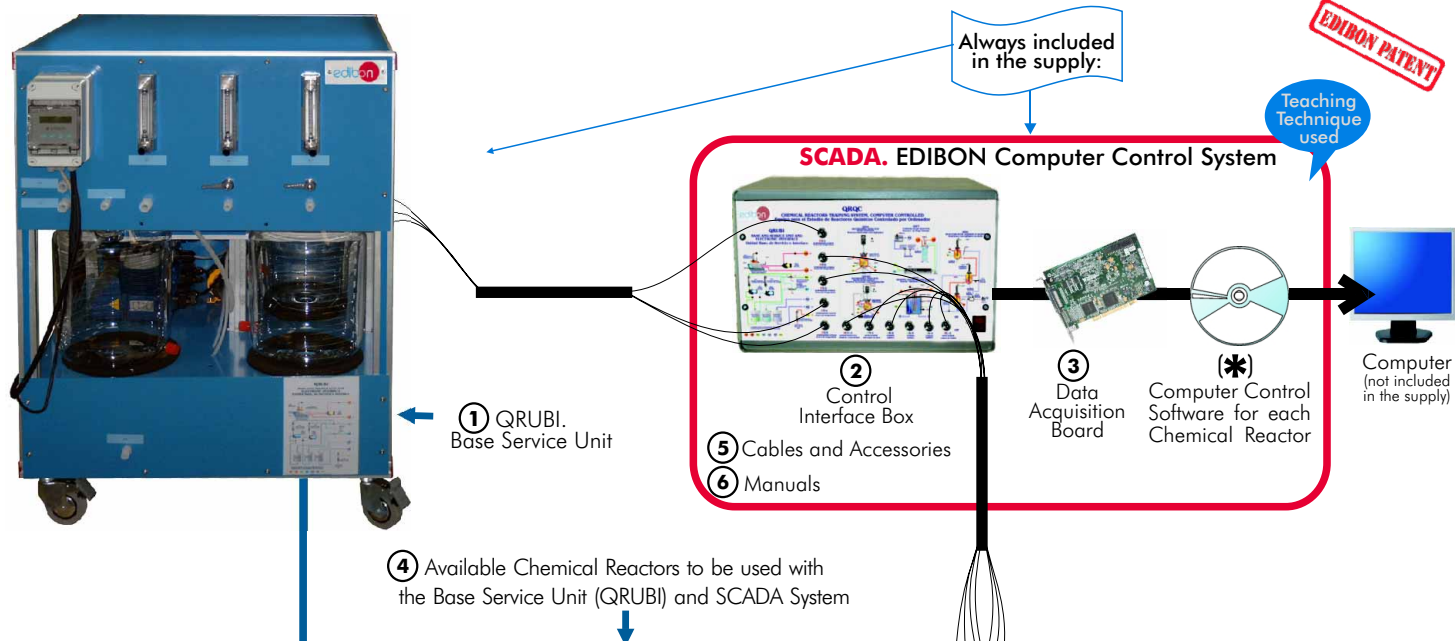 Always included
in the supply:
EDIBON PATENT
Teaching
Technique
used
SCADA. EDIBON Computer Control System
edibon
edibon
QRQC
CHEMICAL REACTORS TRAINING SYSTEM, COMPUTER CONTROLLED
QRUBI
1 QRUBI.
Base Service Unit
2
Control
Interface Box
3
Data
Acquisition
Board
(✱)
Computer Control
Software for each
Chemical Reactor
Computer
(not included
in the supply)
5 Cables and Accessories
6 Manuals
4 Available Chemical Reactors to be used with
the Base Service Unit (QRUBI) and SCADA System